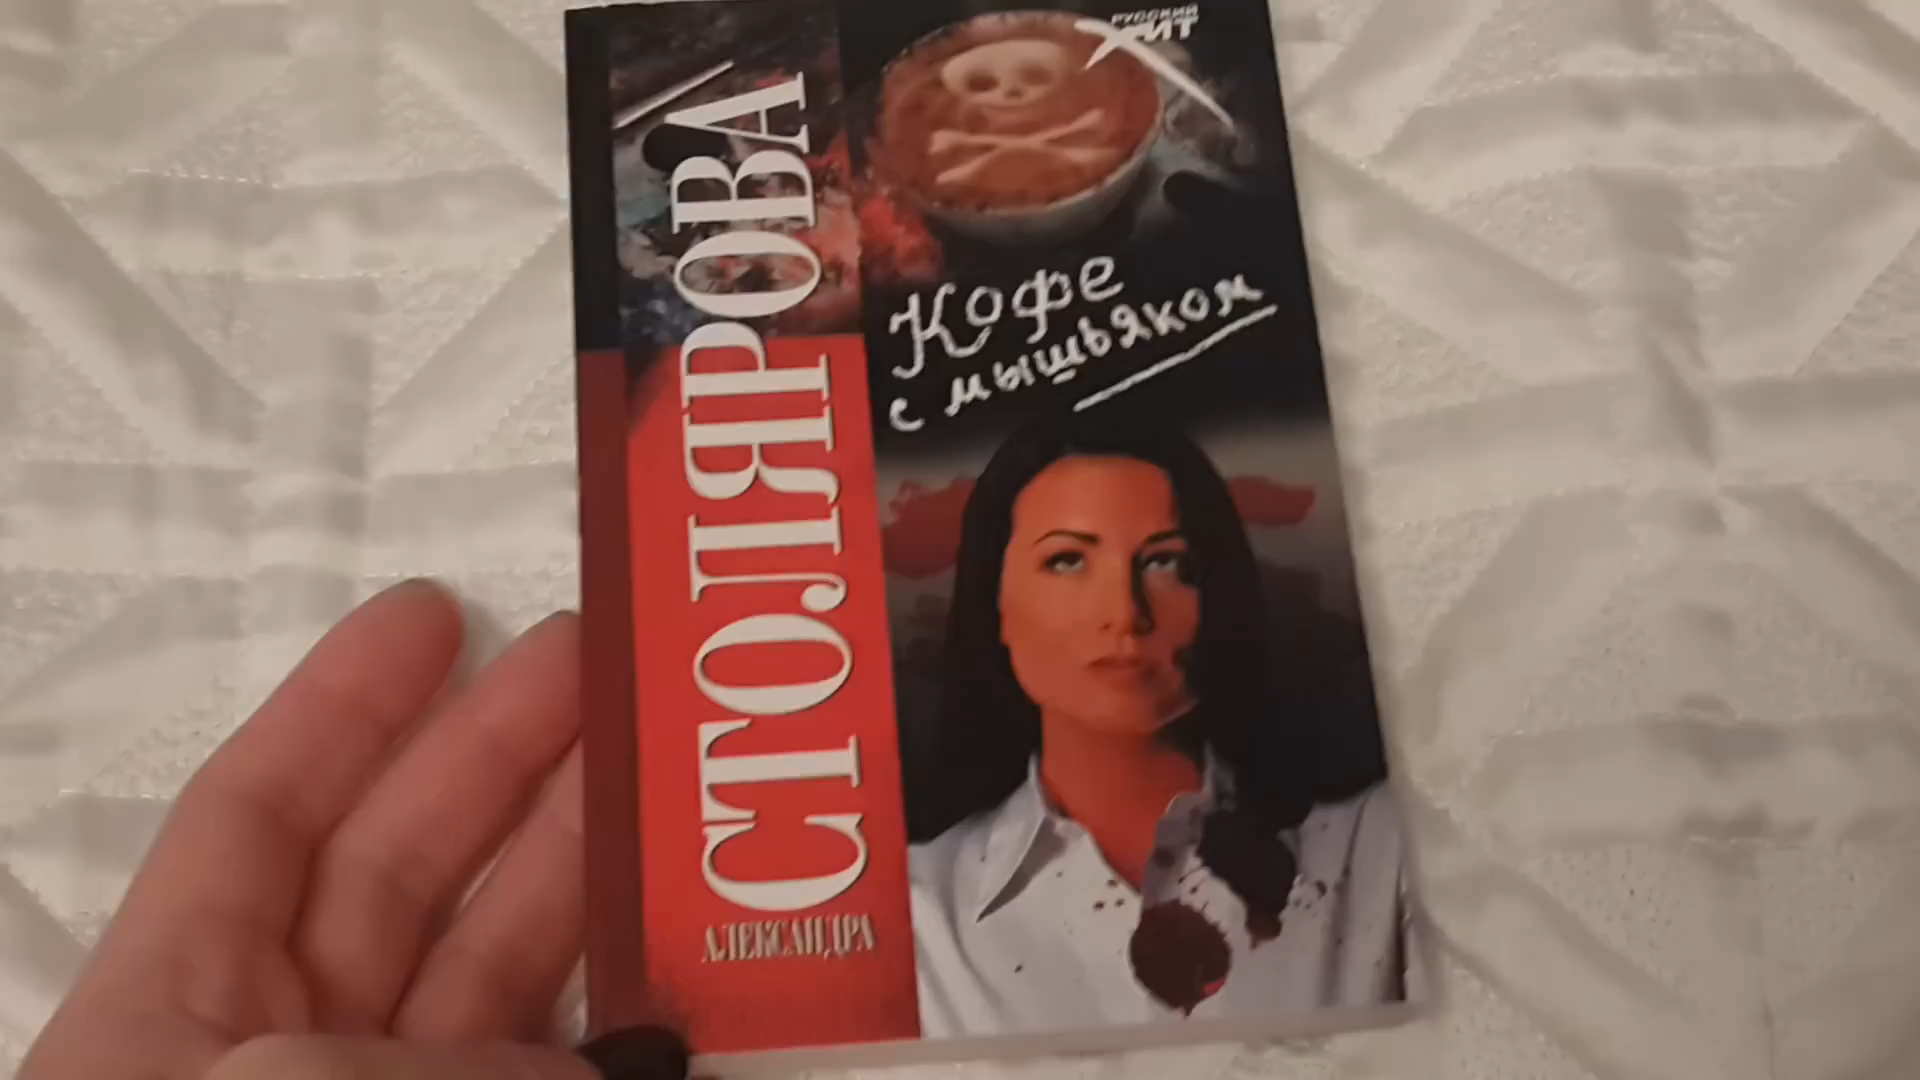 РУССКИЙ
ХИТ
Кофе
с мышьяком
АЛЕКСАНДРА
СТОЛЯРОВА